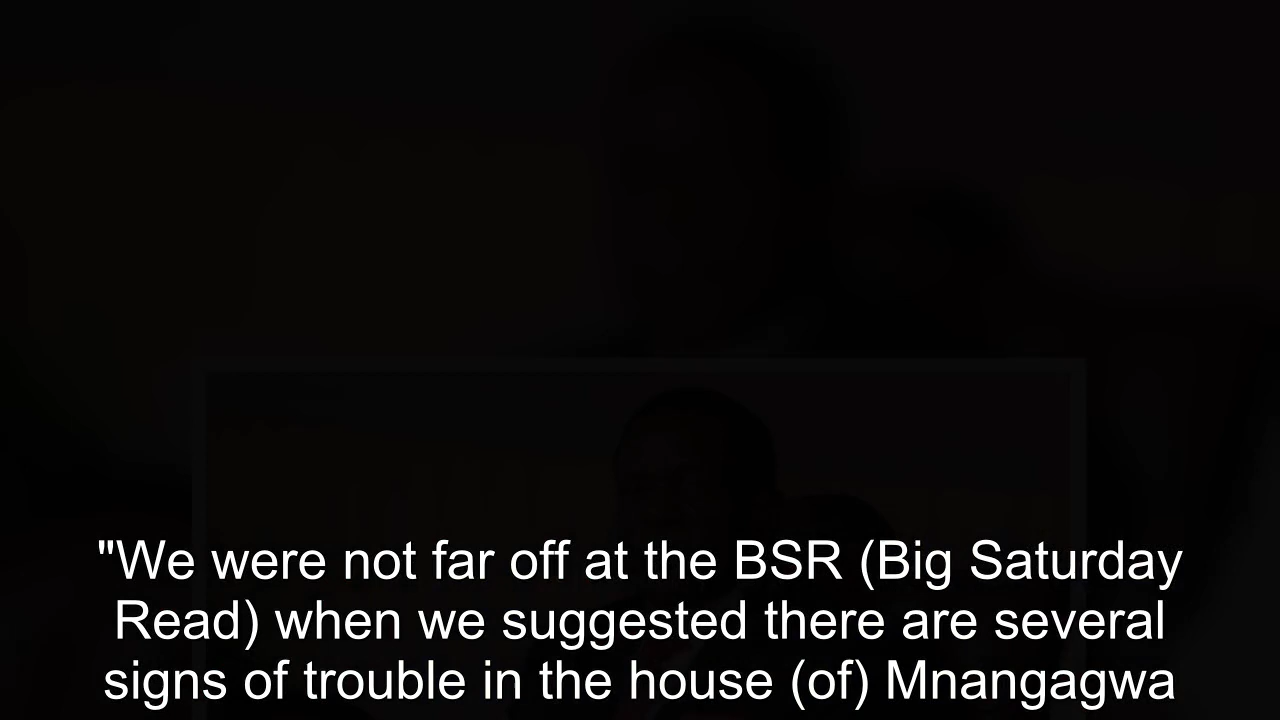 "We were not far off at the BSR (Big Saturday
Read) when we suggested there are several
signs of trouble in the house (of) Mnangagwa